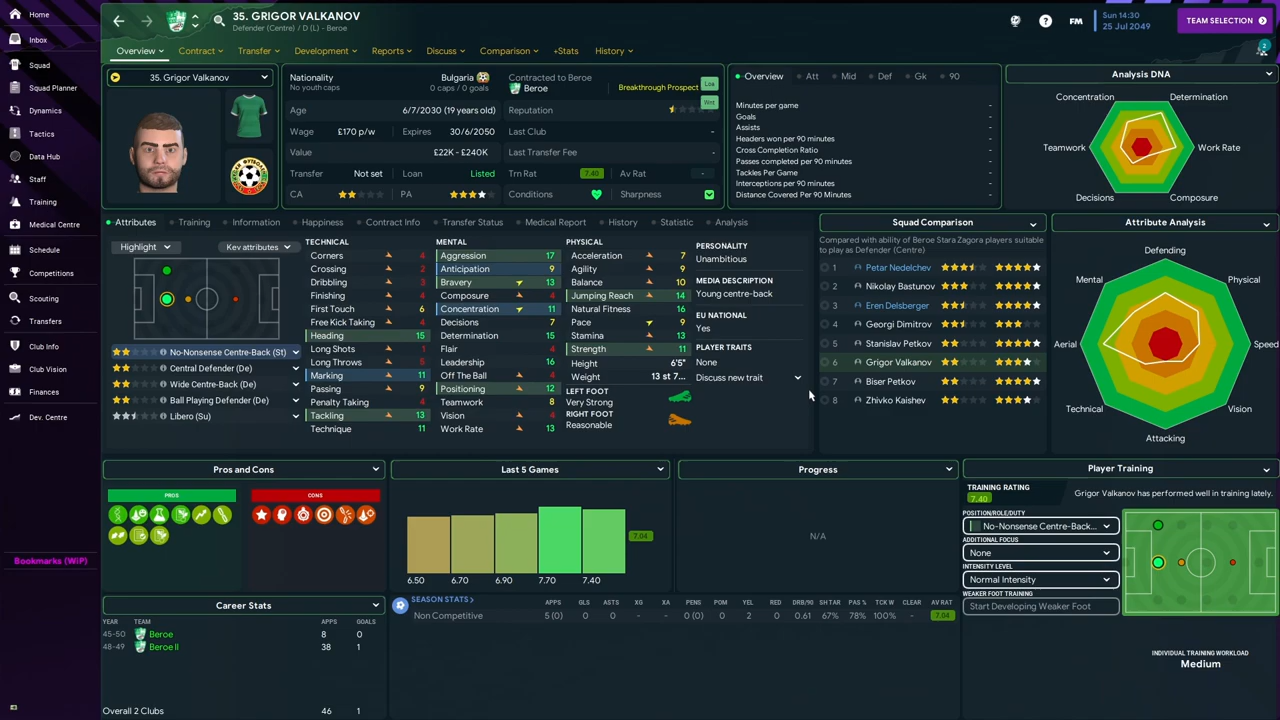 Home
Inbox
Squad
Squad Planner
Dynamics
Tactics
Data Hub
Staff
Training
Medical Centre
Schedule
Competitions
Scouting
Transfers
Club Info
Club Vision
Finances
Dev. Centre
Bookmarks (WiP)
35. GRIGOR VALKANOV
Defender (Centre) / D (L) - Beroe
FM
Sun 14:30
25 Jul 2049
TEAM SELECTION
2
Overview
Contract
Transfer
Development
Reports
Discuss
Comparison
+Stats
History
35. Grigor Valkanov
Nationality Bulgaria
No youth caps 0 caps / 0 goals
Age 6/7/2030 (19 years old)
Wage £170 p/w Expires 30/6/2050
Value £22K - £240K
Transfer Not set Loan Listed
CA PA
Contracted to Beroe
Beroe Breakthrough Prospect
Loa
Wnt
Reputation
Last Club -
Last Transfer Fee -
Trn Rat 7.40 Av Rat -
Conditions Sharpness
Overview Att Mid Def Gk 90
Minutes per game -
Goals -
Assists -
Headers won per 90 minutes -
Cross Completion Ratio -
Passes completed per 90 minutes -
Tackles Per Game -
Interceptions per 90 minutes -
Distance Covered Per 90 Minutes -
Analysis DNA
Concentration Determination
Teamwork Work Rate
Decisions Composure
Attributes Training Information Happiness Contract Info Transfer Status Medical Report History Statistic Analysis
Highlight Key attributes
No-Nonsense Centre-Back (St)
Central Defender (De)
Wide Centre-Back (De)
Ball Playing Defender (De)
Libero (Su)
TECHNICAL
Corners 4
Crossing 2
Dribbling 3
Finishing 4
First Touch 6
Free Kick Taking 4
Heading 15
Long Shots 1
Long Throws 5
Marking 11
Passing 9
Penalty Taking 4
Tackling 13
Technique 11
MENTAL
Aggression 17
Anticipation 9
Bravery 13
Composure 4
Concentration 11
Decisions 7
Determination 15
Flair 4
Leadership 16
Off The Ball 4
Positioning 12
Teamwork 8
Vision 4
Work Rate 13
PHYSICAL
Acceleration 7
Agility 9
Balance 10
Jumping Reach 14
Natural Fitness 16
Pace 9
Stamina 13
Strength 11
Height 6'5"
Weight 13 st 7...
LEFT FOOT
Very Strong
RIGHT FOOT
Reasonable
PERSONALITY
Unambitious
MEDIA DESCRIPTION
Young centre-back
EU NATIONAL
Yes
PLAYER TRAITS
None
Discuss new trait
Squad Comparison
Compared with ability of Beroe Stara Zagora players suitable
to play as Defender (Centre)
1 Petar Nedelchev
2 Nikolay Bastunov
3 Eren Delsberger
4 Georgi Dimitrov
5 Stanislav Petkov
6 Grigor Valkanov
7 Biser Petkov
8 Zhivko Kaishev
Attribute Analysis
Defending
Aerial Physical
Speed
Technical Vision
Attacking
Pros and Cons
PROS CONS
Last 5 Games
6.50 6.70 6.90 7.70 7.40
7.04
Progress
N/A
Player Training
TRAINING RATING
7.40
Grigor Valkanov has performed well in training lately.
POSITION/ROLE/DUTY
No-Nonsense Centre-Back...
ADDITIONAL FOCUS
None
INTENSITY LEVEL
Normal Intensity
WEAKER FOOT TRAINING
Start Developing Weaker Foot
INDIVIDUAL TRAINING WORKLOAD
Medium
Career Stats
YEAR TEAM APPS GOALS
45-50 Beroe 8 0
48-49 Beroe II 38 1
Overall 2 Clubs 46 1
SEASON STATS > APPS GLS ASTS XG XA PENS POM YEL RED DRB/90 SH TAR PAS % TCK W CLEAR AV RAT
Non Competitive 5 (0) 0 0 - - 0 (0) 0 2 0 0.61 67% 78% 100% - 7.04